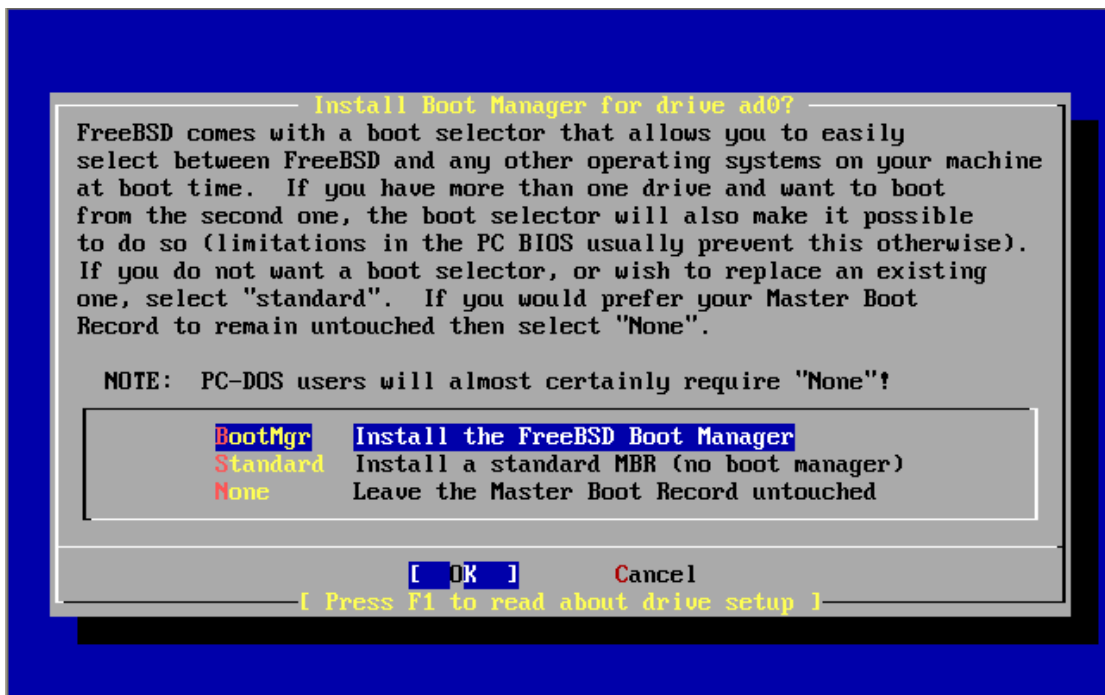 Install Boot Manager for drive ad0?
FreeBSD comes with a boot selector that allows you to easily
select between FreeBSD and any other operating systems on your machine
at boot time.  If you have more than one drive and want to boot
from the second one, the boot selector will also make it possible
to do so (limitations in the PC BIOS usually prevent this otherwise).
If you do not want a boot selector, or wish to replace an existing
one, select "standard".  If you would prefer your Master Boot
Record to remain untouched then select "None".
NOTE:  PC-DOS users will almost certainly require "None"!
BootMgr   Install the FreeBSD Boot Manager
Standard  Install a standard MBR (no boot manager)
None      Leave the Master Boot Record untouched
[  OK  ]       Cancel
[ Press F1 to read about drive setup ]